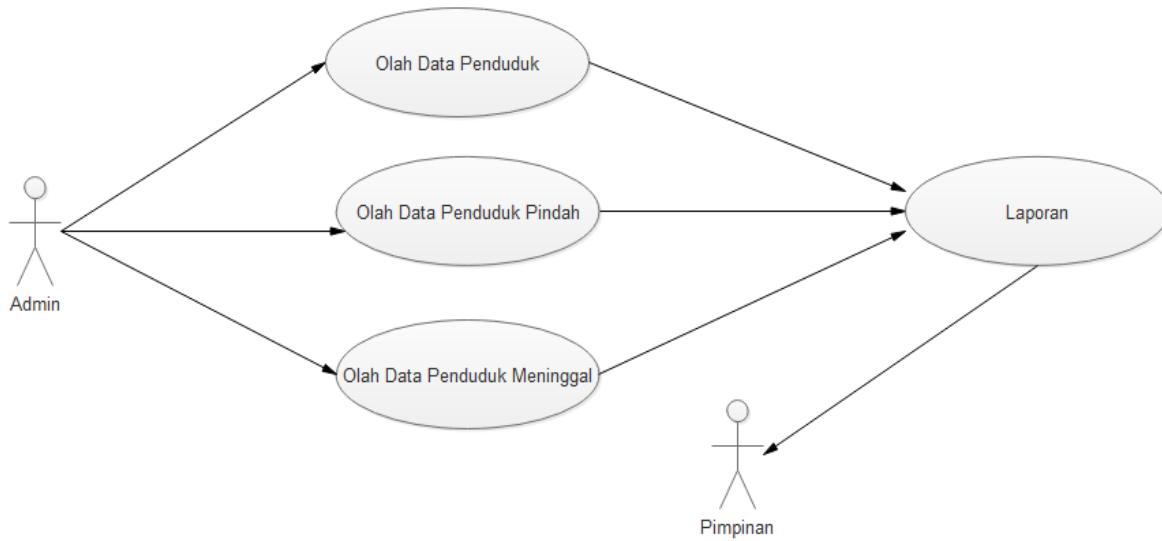 Olah Data Penduduk
Olah Data Penduduk Pindah
Laporan
Admin
Olah Data Penduduk Meninggal
Pimpinan